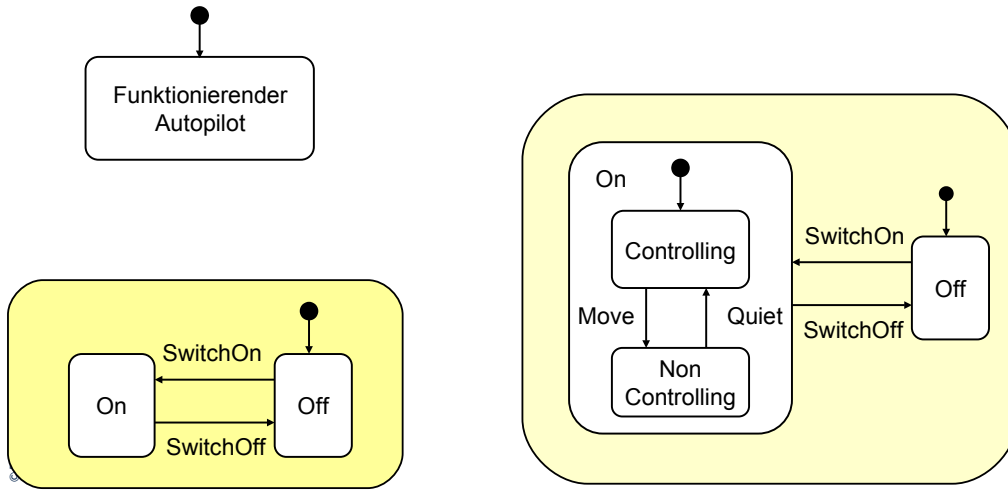 Funktionierender
Autopilot
SwitchOn
On
Off
SwitchOff
On
Controlling
Move
Quiet
Non
Controlling
SwitchOn
Off
SwitchOff
©